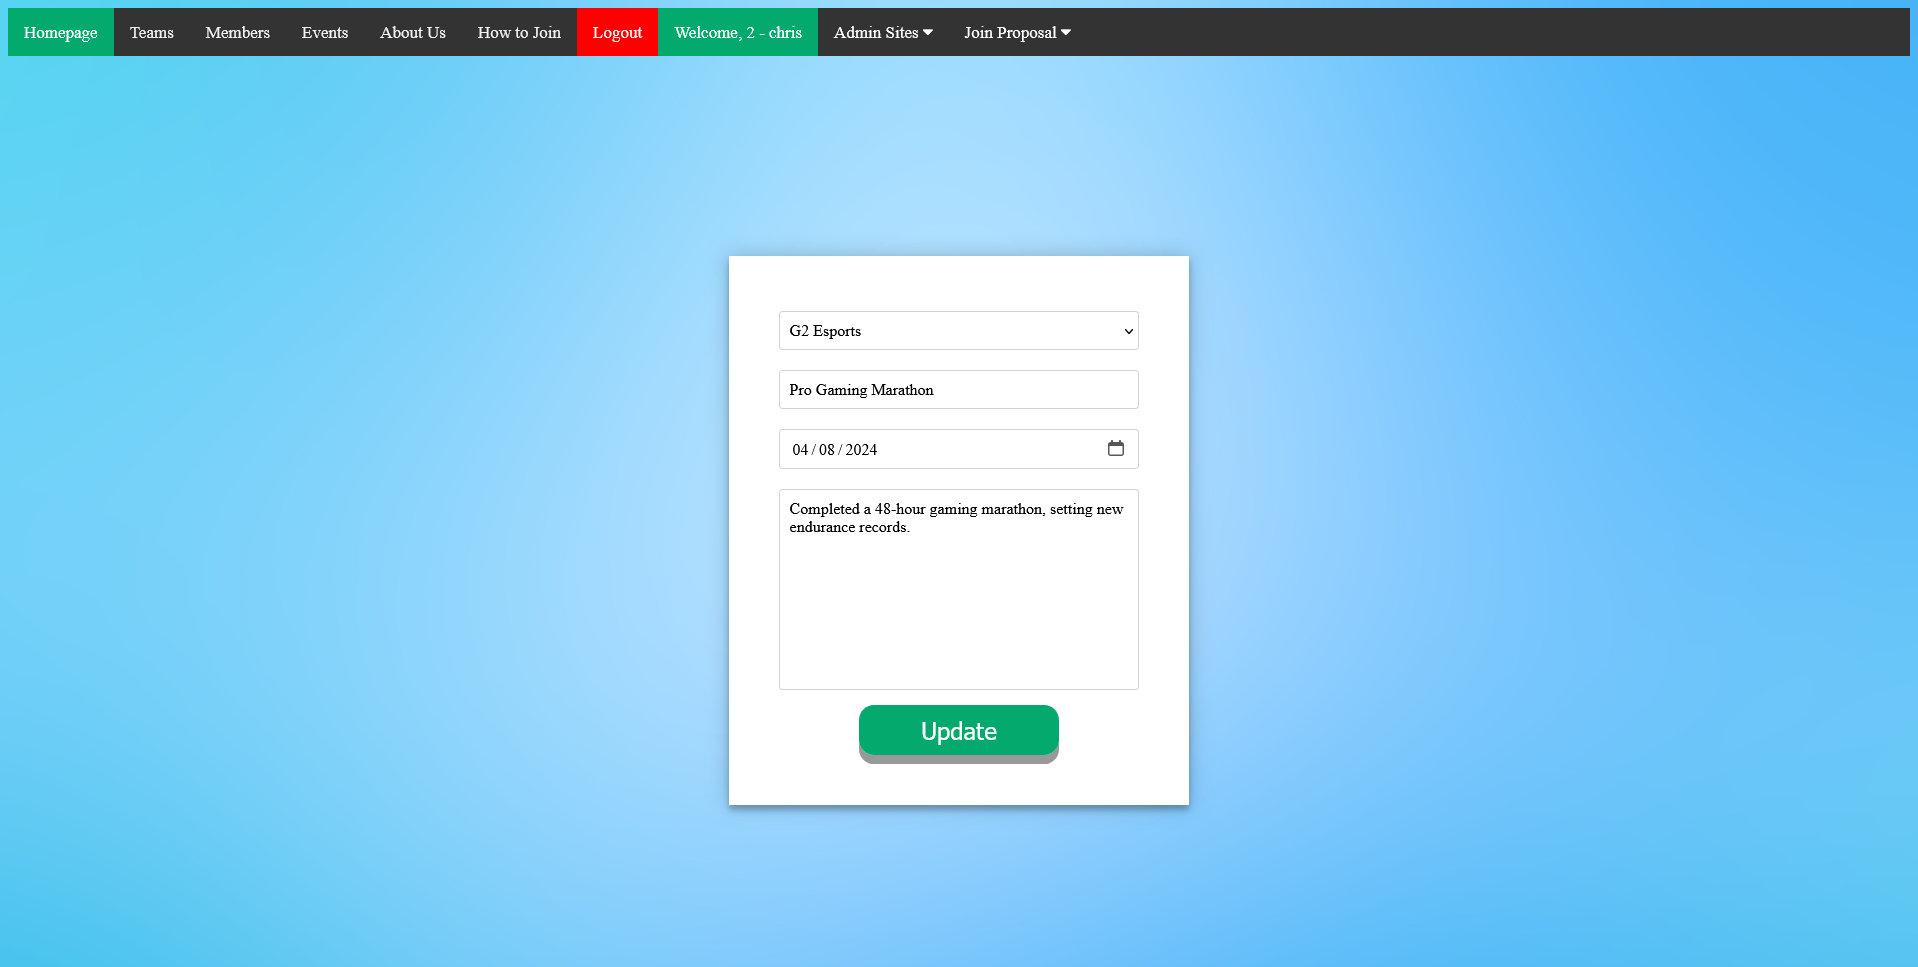 Homepage Teams Members Events About Us How to Join Logout Welcome, 2 - chris Admin Sites Join Proposal
G2 Esports
Pro Gaming Marathon
04/08/2024
Completed a 48-hour gaming marathon, setting new
endurance records.
Update